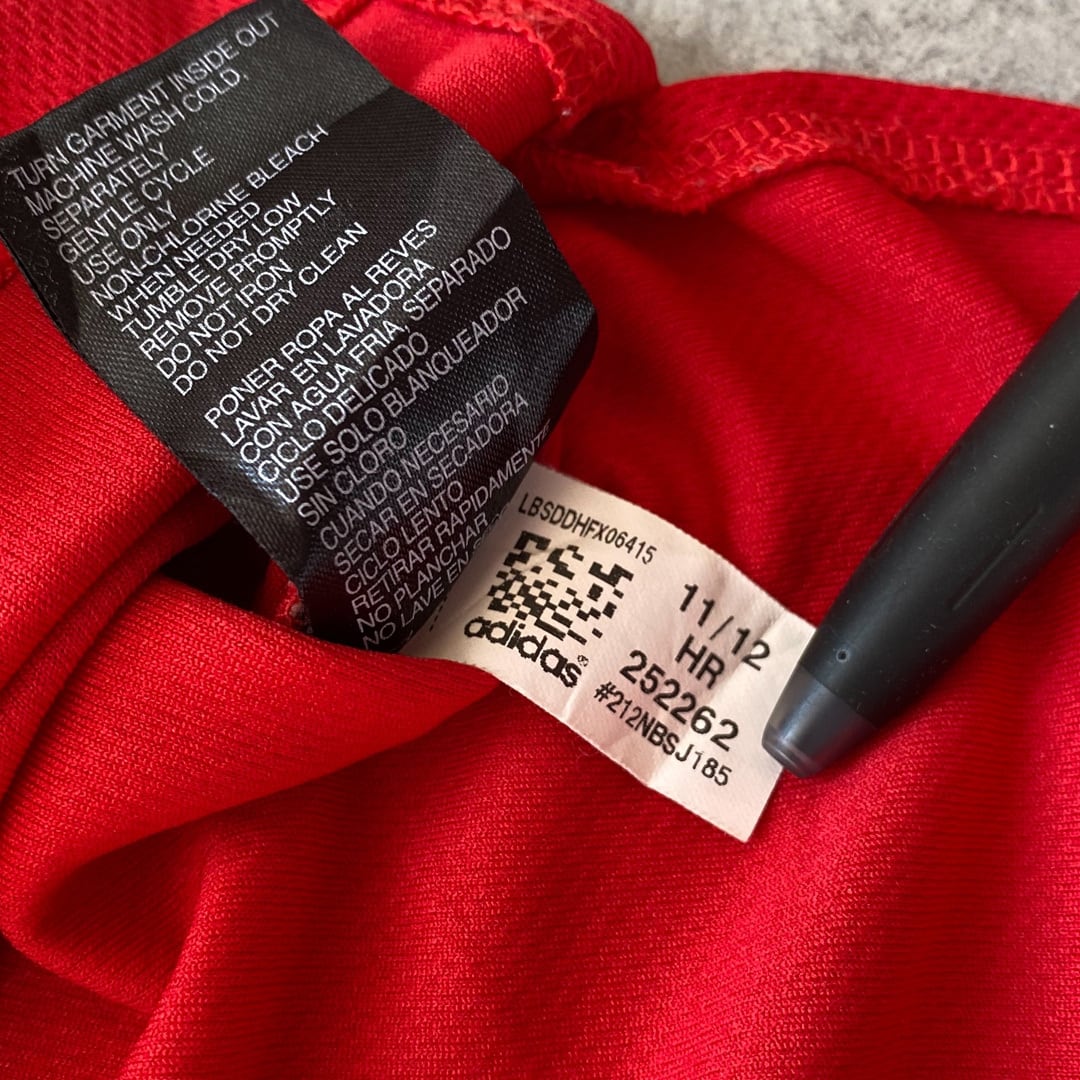 TURN GARMENT INSIDE OUT
MACHINE WASH COLD.
SEPARATELY
GENTLE CYCLE
USE ONLY
NON-CHLORINE BLEACH
WHEN NEEDED
TUMBLE DRY LOW
REMOVE PROMPTLY
DO NOT IRON
DO NOT DRY CLEAN
PONER ROPA AL REVES
LAVAR EN LAVADORA
CON AGUA FRIA, SEPARADO
CICLO DELICADO
USE SOLO BLANQUEADOR
SIN CLORO
CUANDO NECESARIO
SECAR EN SECADORA
CICLO LENTO
RETIRAR RAPIDAMENTE
NO PLANCHAR
NO LAVE EN
LBSDDHFX06415
adidas®
11/12
HR
252262
#212NBSJ185